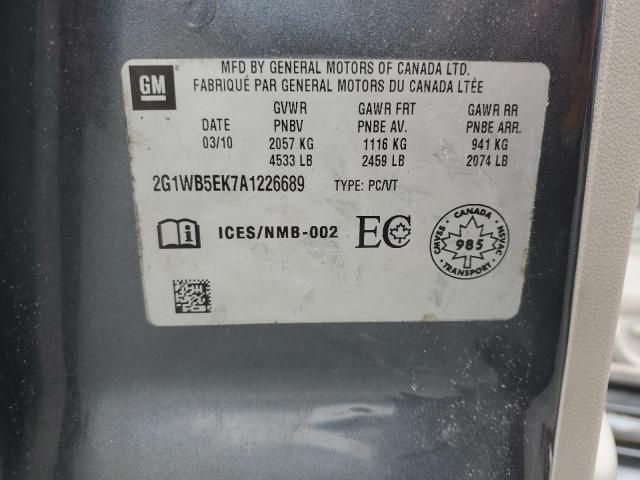 GM
MFD BY GENERAL MOTORS OF CANADA LTD.
FABRIQUÉ PAR GENERAL MOTORS DU CANADA LTÉE
GVWR GAWR FRT GAWR RR
DATE PNBV PNBE AV. PNBE ARR.
03/10 2057 KG 1116 KG 941 KG
4533 LB 2459 LB 2074 LB
2G1WB5EK7A1226689 TYPE: PC/VT
ICES/NMB-002 EC
CANADA
CMVSS 985 NSVAC
TRANSPORT